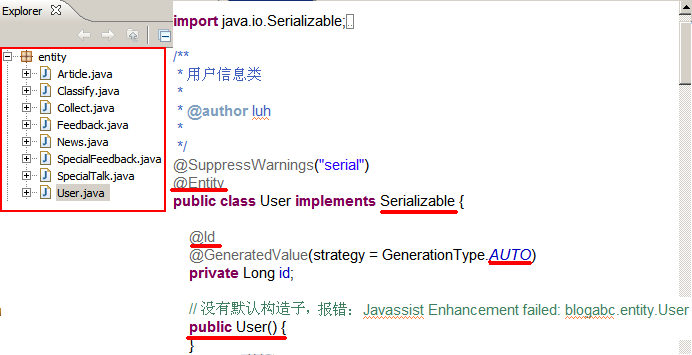 Explorer
entity
Article.java
Classify.java
Collect.java
Feedback.java
News.java
SpecialFeedback.java
SpecialTalk.java
User.java
import java.io.Serializable;
/**
* 用户信息类
*
* @author luh
*
*/
@SuppressWarnings("serial")
@Entity
public class User implements Serializable {
@Id
@GeneratedValue(strategy = GenerationType.AUTO)
private Long id;
// 没有默认构造子，报错：Javassist Enhancement failed: blogabc.entity.User
public User() {
}